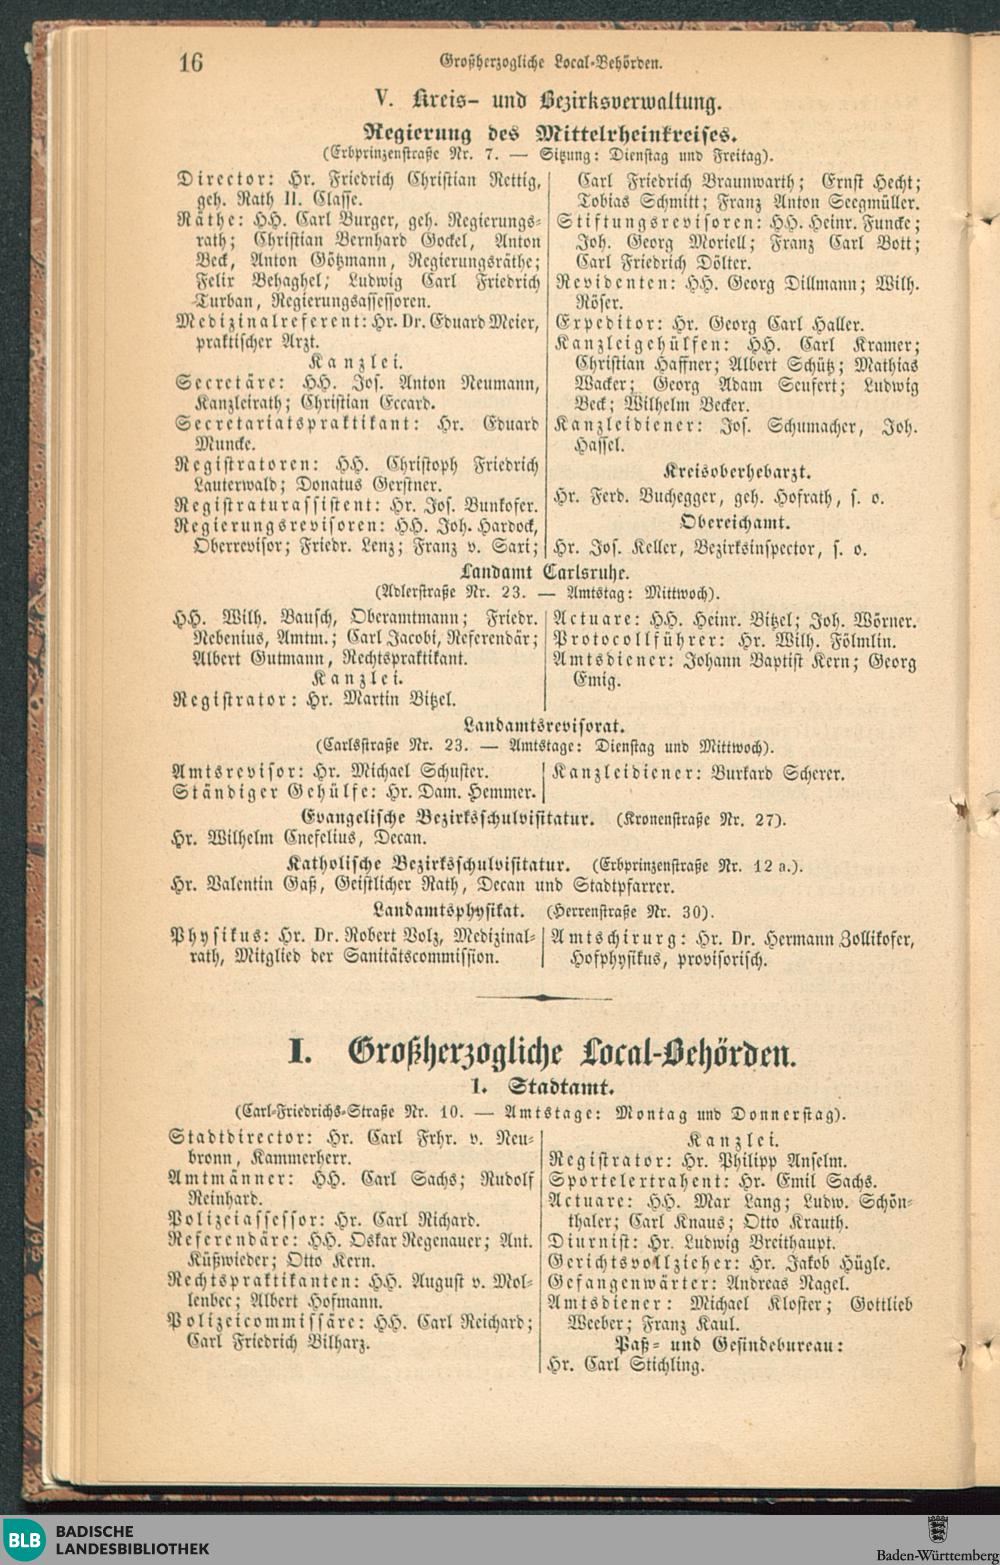 16
Großherzogliche Local-Behörden.
V. Kreis- und Bezirksverwaltung.
Regierung des Mittelrheinkreises.
(Erbprinzenstraße Nr. 7. — Sitzung: Dienstag und Freitag).
Director: Hr. Friedrich Christian Rettig,
geh. Rath II. Classe.
Räthe: HH. Carl Burger, geh. Regierungs-
rath; Christian Bernhard Gockel, Anton
Beck, Anton Götzmann, Regierungsräthe;
Felix Behaghel; Ludwig Carl Friedrich
Turban, Regierungsassessoren.
Medizinalreferent: Hr. Dr. Eduard Meier,
praktischer Arzt.
Kanzlei.
Secretäre: HH. Jos. Anton Neumann,
Kanzleirath; Christian Eccard.
Secretariatspraktikant: Hr. Eduard
Muncke.
Registratoren: HH. Christoph Friedrich
Lauterwald; Donatus Gerstner.
Registraturassistent: Hr. Jos. Bunkofer.
Regierungsrevisoren: HH. Joh. Hardock,
Oberrevisor; Friedr. Lenz; Franz v. Sari;
Carl Friedrich Braunwarth; Ernst Hecht;
Tobias Schmitt; Franz Anton Seegmüller.
Stiftungsrevisoren: HH. Heinr. Funcke;
Joh. Georg Moriell; Franz Carl Bott;
Carl Friedrich Dölter.
Revidenten: HH. Georg Dillmann; Wilh.
Röser.
Expeditor: Hr. Georg Carl Haller.
Kanzleigehülfen: HH. Carl Kramer;
Christian Haffner; Albert Schütz; Mathias
Wacker; Georg Adam Seufert; Ludwig
Beck; Wilhelm Becker.
Kanzleidiener: Jos. Schumacher, Joh.
Hassel.
Kreisoberhebarzt.
Hr. Ferd. Buchegger, geh. Hofrath, s. o.
Obereichamt.
Hr. Jos. Keller, Bezirksinspector, s. o.
Landamt Carlsruhe.
(Adlerstraße Nr. 23. — Amtstag: Mittwoch).
HH. Wilh. Bausch, Oberamtmann; Friedr.
Nebenius, Amtm.; Carl Jacobi, Referendär;
Albert Gutmann, Rechtspraktikant.
Kanzlei.
Registrator: Hr. Martin Bitzel.
Actuare: HH. Heinr. Bitzel; Joh. Wörner.
Protocollführer: Hr. Wilh. Fölmlin.
Amtsdiener: Johann Baptist Kern; Georg
Emig.
Landamtsrevisorat.
(Carlsstraße Nr. 23. — Amtstage: Dienstag und Mittwoch).
Amtsrevisor: Hr. Michael Schuster.
Ständiger Gehülfe: Hr. Dam. Hemmer.
Kanzleidiener: Burkard Scherer.
Evangelische Bezirksschulvisitatur. (Kronenstraße Nr. 27).
Hr. Wilhelm Cnefelius, Decan.
Katholische Bezirksschulvisitatur. (Erbprinzenstraße Nr. 12 a.).
Hr. Valentin Gaß, Geistlicher Rath, Decan und Stadtpfarrer.
Landamtsphysikat. (Herrenstraße Nr. 30).
Physikus: Hr. Dr. Robert Volz, Medizinal-
rath, Mitglied der Sanitätscommission.
Amtschirurg: Hr. Dr. Hermann Zollikofer,
Hofphysikus, provisorisch.
I. Großherzogliche Local-Behörden.
1. Stadtamt.
(Carl-Friedrichs-Straße Nr. 10. — Amtstage: Montag und Donnerstag).
Stadtdirector: Hr. Carl Frhr. v. Neu-
bronn, Kammerherr.
Amtmänner: HH. Carl Sachs; Rudolf
Reinhard.
Polizeiassessor: Hr. Carl Richard.
Referendäre: HH. Oskar Regenauer; Ant.
Küßwieder; Otto Kern.
Rechtspraktikanten: HH. August v. Mol-
lenbec; Albert Hofmann.
Polizeicommissäre: HH. Carl Reichard;
Carl Friedrich Bilharz.
Kanzlei.
Registrator: Hr. Philipp Anselm.
Sportelextrahent: Hr. Emil Sachs.
Actuare: HH. Max Lang; Ludw. Schön-
thaler; Carl Knaus; Otto Krauth.
Diurnist: Hr. Ludwig Breithaupt.
Gerichtsvollzieher: Hr. Jakob Hügle.
Gefangenwärter: Andreas Nagel.
Amtsdiener: Michael Kloster; Gottlieb
Weeber; Franz Kaul.
Paß- und Gesindebureau:
Hr. Carl Stichling.
BLB
BADISCHE
LANDESBIBLIOTHEK
Baden-Württemberg